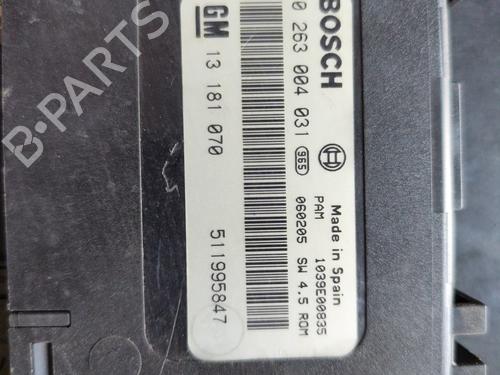 BOSCH
0 263 004 031
965
Made in Spain
PAM 1039E00835
060205 SW 4.5 ROM
GM 13 181 070
511995847
B-PARTS